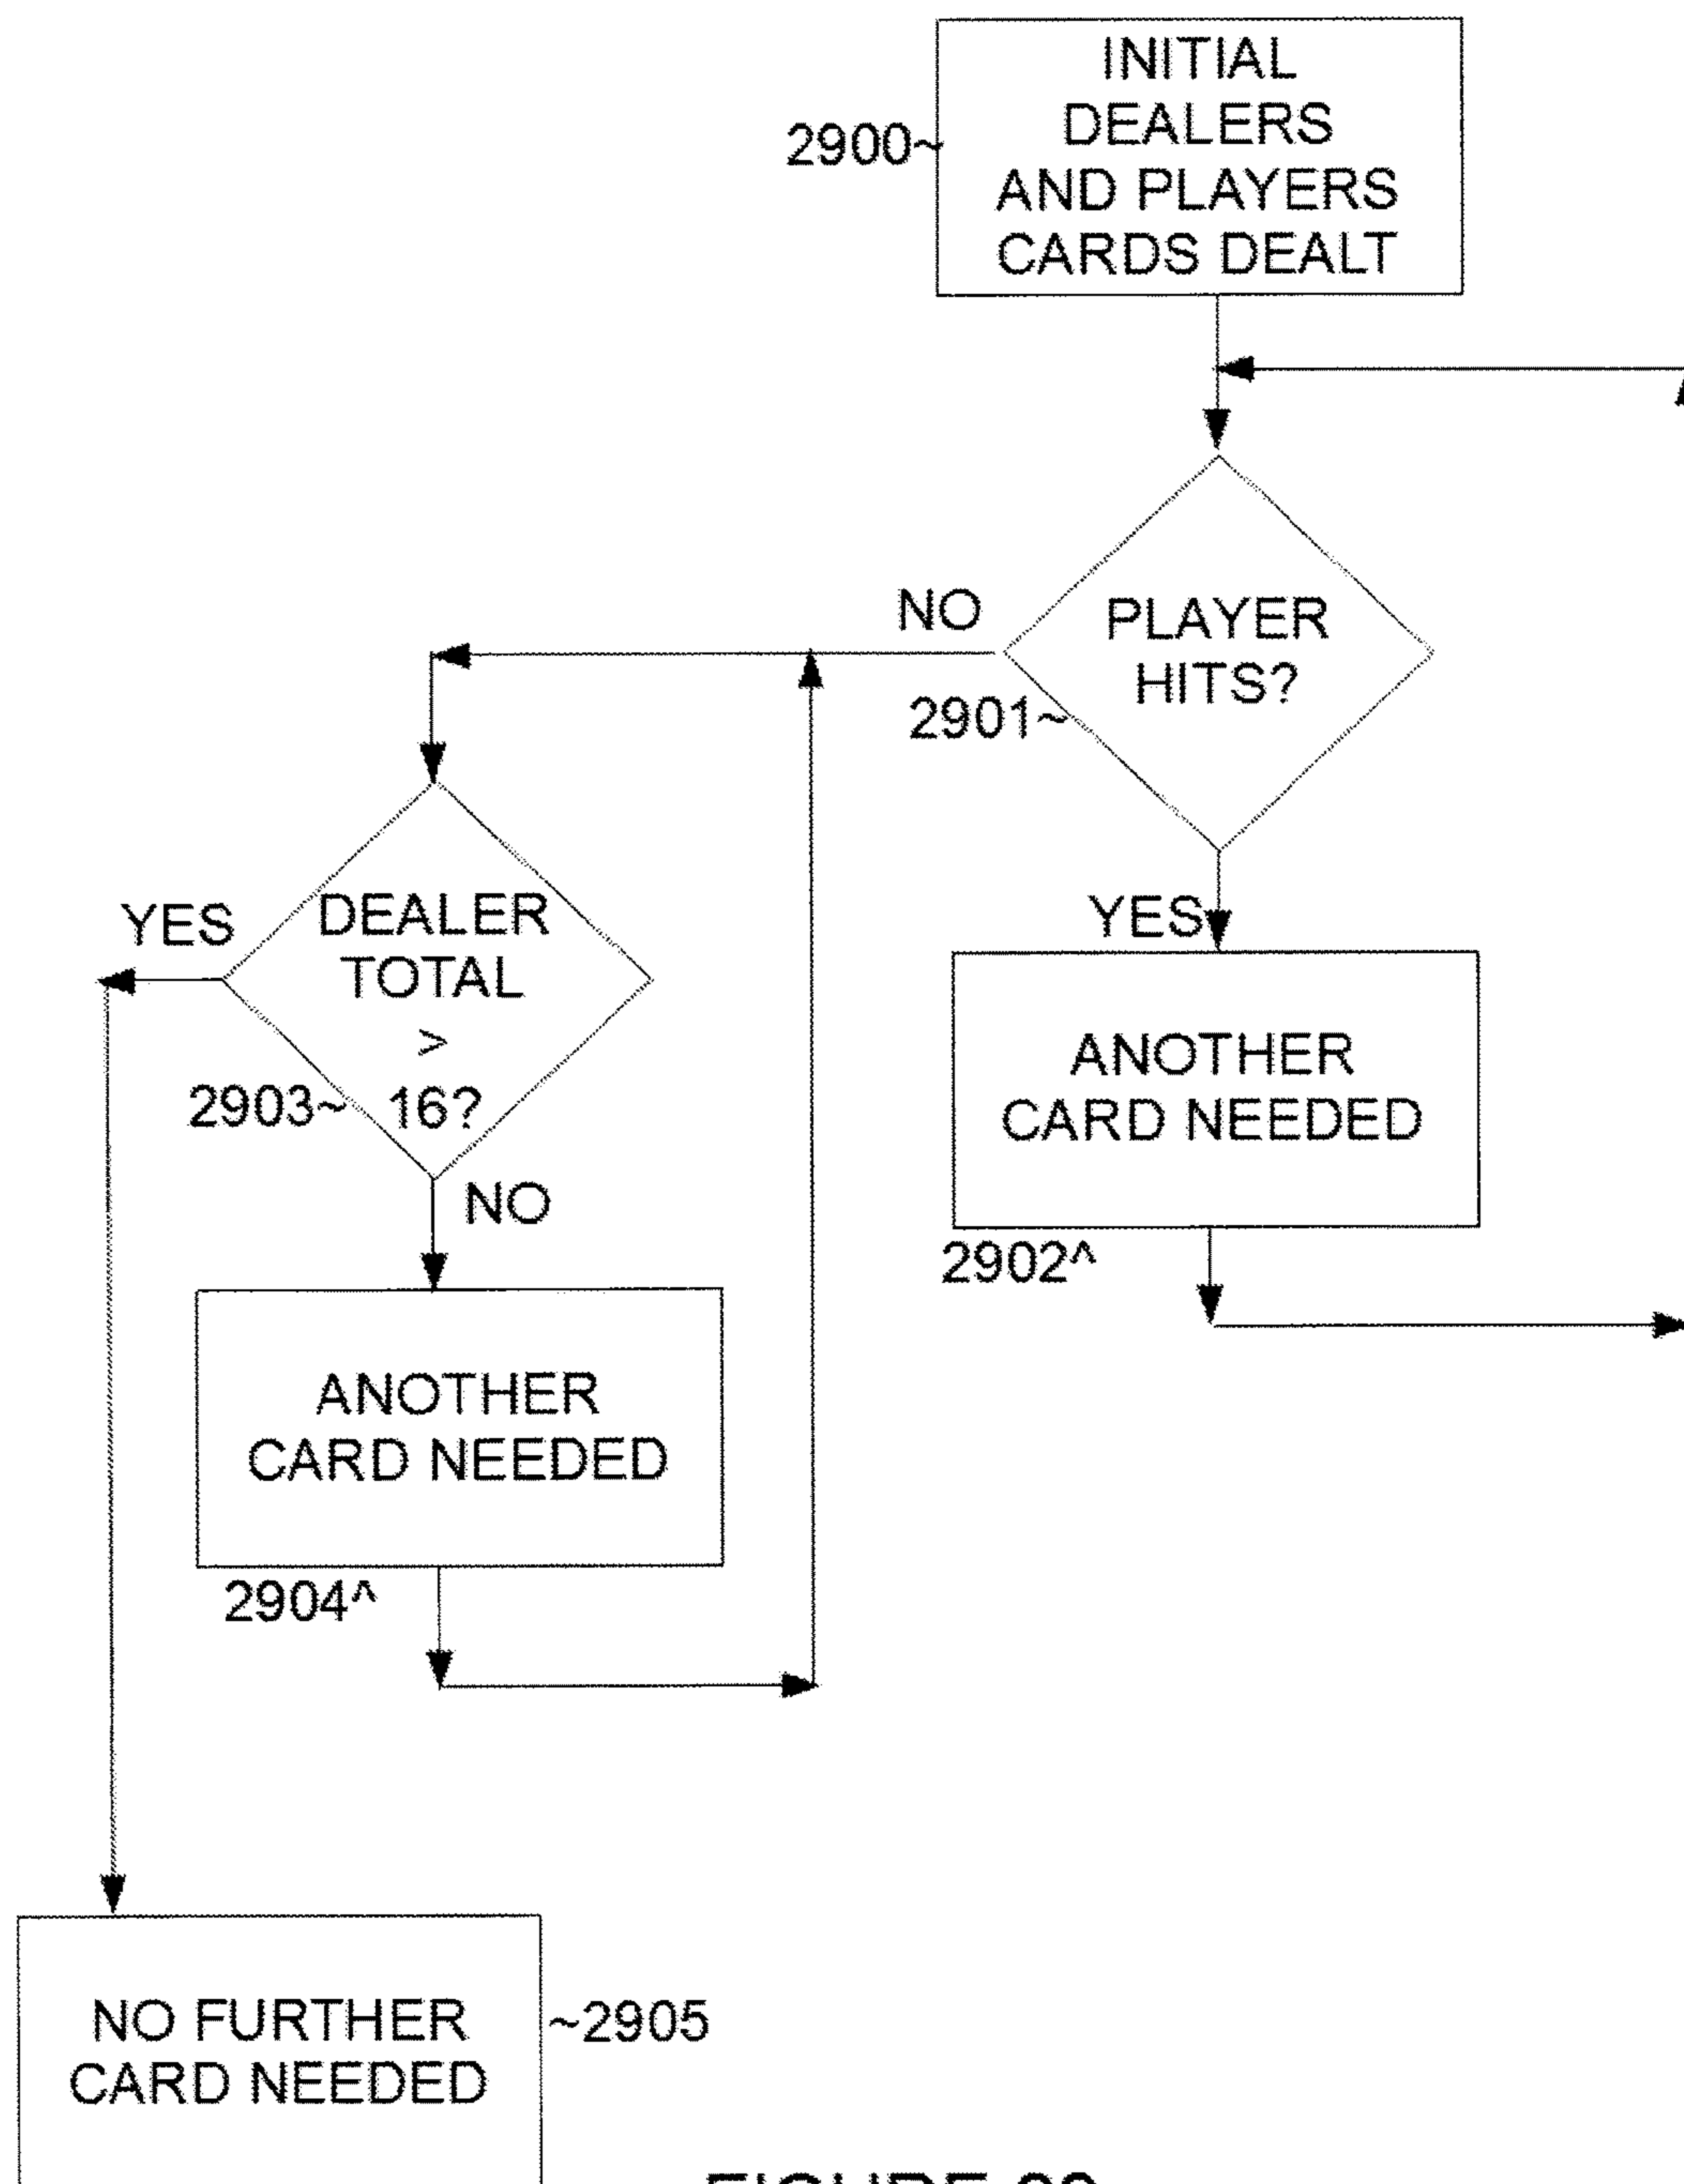 INITIAL
DEALERS
AND PLAYERS
CARDS DEALT
2900~
NO
PLAYER
HITS?
2901~
YES
YES
DEALER
TOTAL
>
16?
2903~
ANOTHER
CARD NEEDED
2902^
NO
ANOTHER
CARD NEEDED
2904^
NO FURTHER
CARD NEEDED
~2905
FIGURE